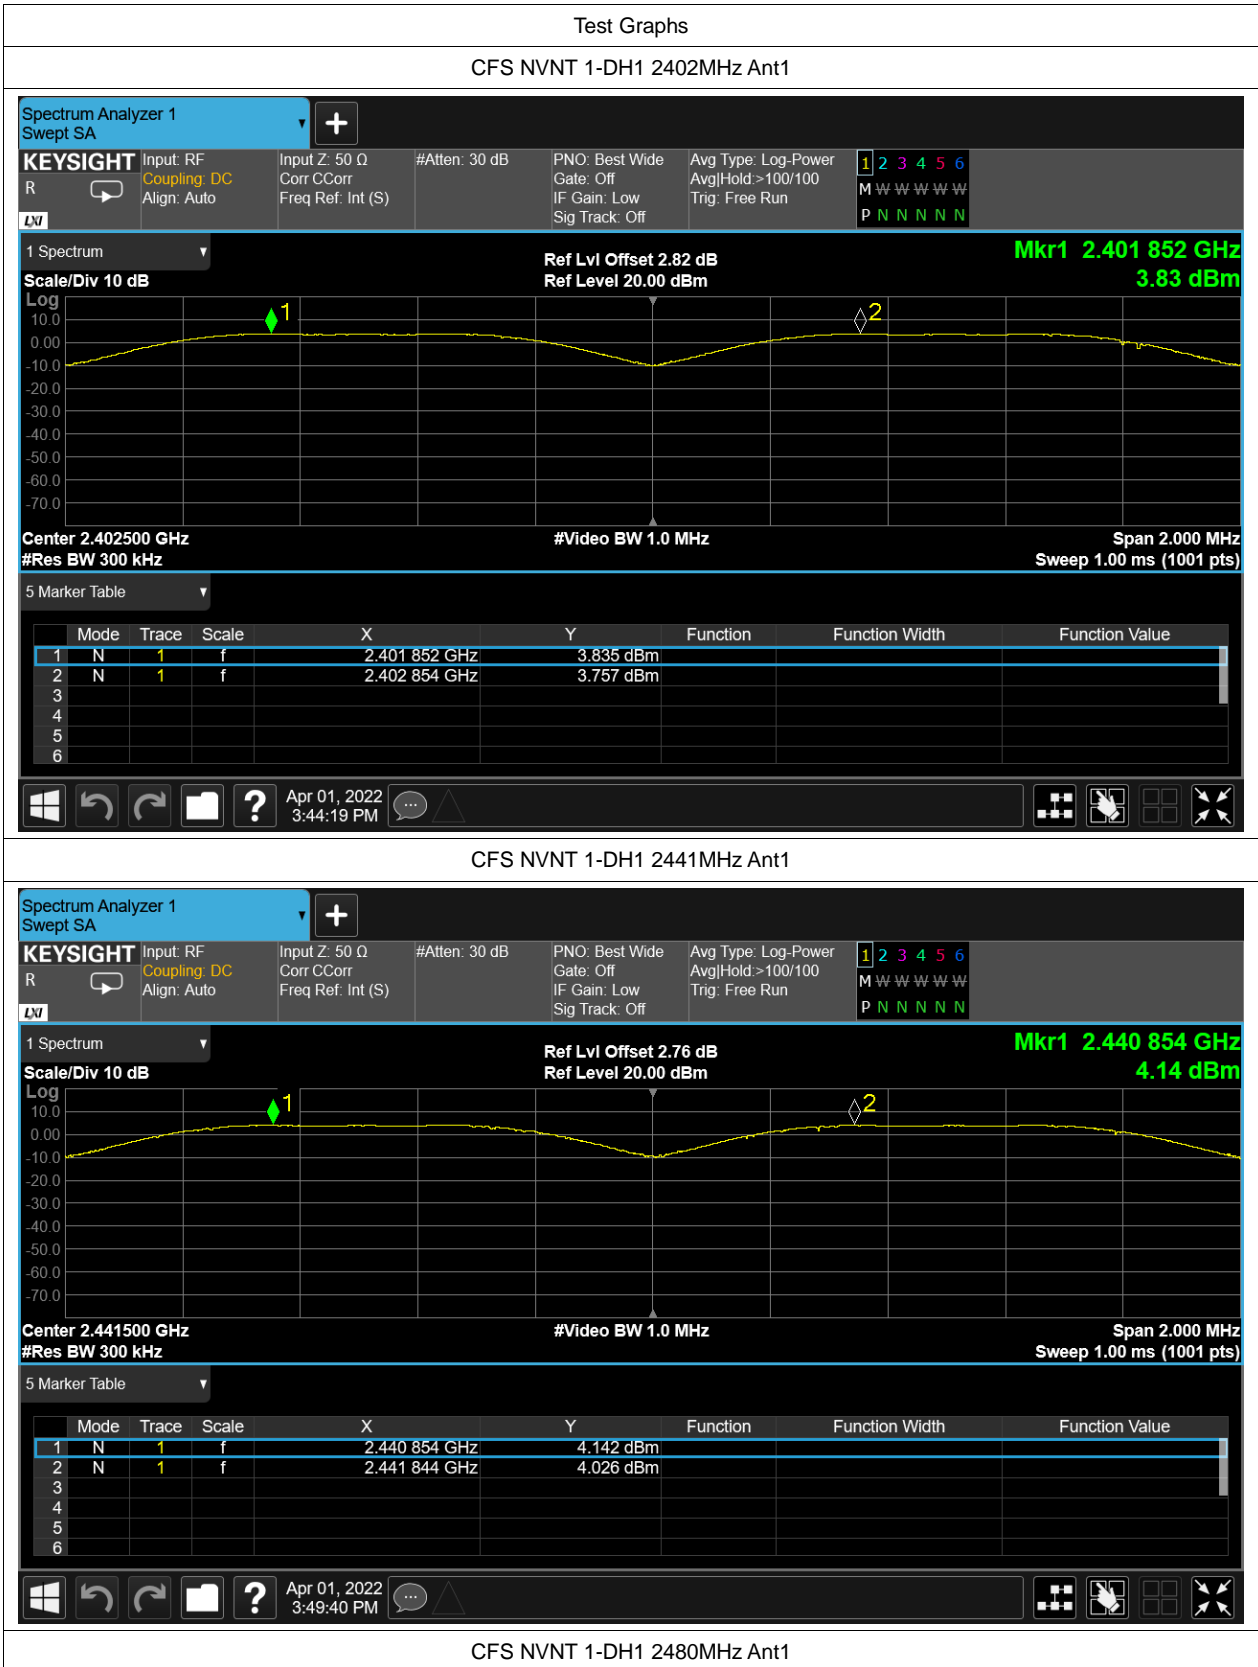 Test Graphs
CFS NVNT 1-DH1 2402MHz Ant1
Spectrum Analyzer 1
Swept SA
KEYSIGHT Input: RF Input Z: 50 Ω #Atten: 30 dB PNO: Best Wide Avg Type: Log-Power 1 2 3 4 5 6
R Coupling: DC Corr CCorr Gate: Off Avg|Hold:>100/100 M W W W W W
Align: Auto Freq Ref: Int (S) IF Gain: Low Trig: Free Run
LXI Sig Track: Off P N N N N N
1 Spectrum Ref Lvl Offset 2.82 dB Mkr1 2.401 852 GHz
Scale/Div 10 dB Ref Level 20.00 dBm 3.83 dBm
Log
1 2
10.0
0.00
-10.0
-20.0
-30.0
-40.0
-50.0
-60.0
-70.0
Center 2.402500 GHz #Video BW 1.0 MHz Span 2.000 MHz
#Res BW 300 kHz Sweep 1.00 ms (1001 pts)
5 Marker Table
Mode Trace Scale X Y Function Function Width Function Value
1 N 1 f 2.401 852 GHz 3.835 dBm
2 N 1 f 2.402 854 GHz 3.757 dBm
3
4
5
6
? Apr 01, 2022
3:44:19 PM
CFS NVNT 1-DH1 2441MHz Ant1
Spectrum Analyzer 1
Swept SA
KEYSIGHT Input: RF Input Z: 50 Ω #Atten: 30 dB PNO: Best Wide Avg Type: Log-Power 1 2 3 4 5 6
R Coupling: DC Corr CCorr Gate: Off Avg|Hold:>100/100 M W W W W W
Align: Auto Freq Ref: Int (S) IF Gain: Low Trig: Free Run
LXI Sig Track: Off P N N N N N
1 Spectrum Ref Lvl Offset 2.76 dB Mkr1 2.440 854 GHz
Scale/Div 10 dB Ref Level 20.00 dBm 4.14 dBm
Log
1 2
10.0
0.00
-10.0
-20.0
-30.0
-40.0
-50.0
-60.0
-70.0
Center 2.441500 GHz #Video BW 1.0 MHz Span 2.000 MHz
#Res BW 300 kHz Sweep 1.00 ms (1001 pts)
5 Marker Table
Mode Trace Scale X Y Function Function Width Function Value
1 N 1 f 2.440 854 GHz 4.142 dBm
2 N 1 f 2.441 844 GHz 4.026 dBm
3
4
5
6
? Apr 01, 2022
3:49:40 PM
CFS NVNT 1-DH1 2480MHz Ant1